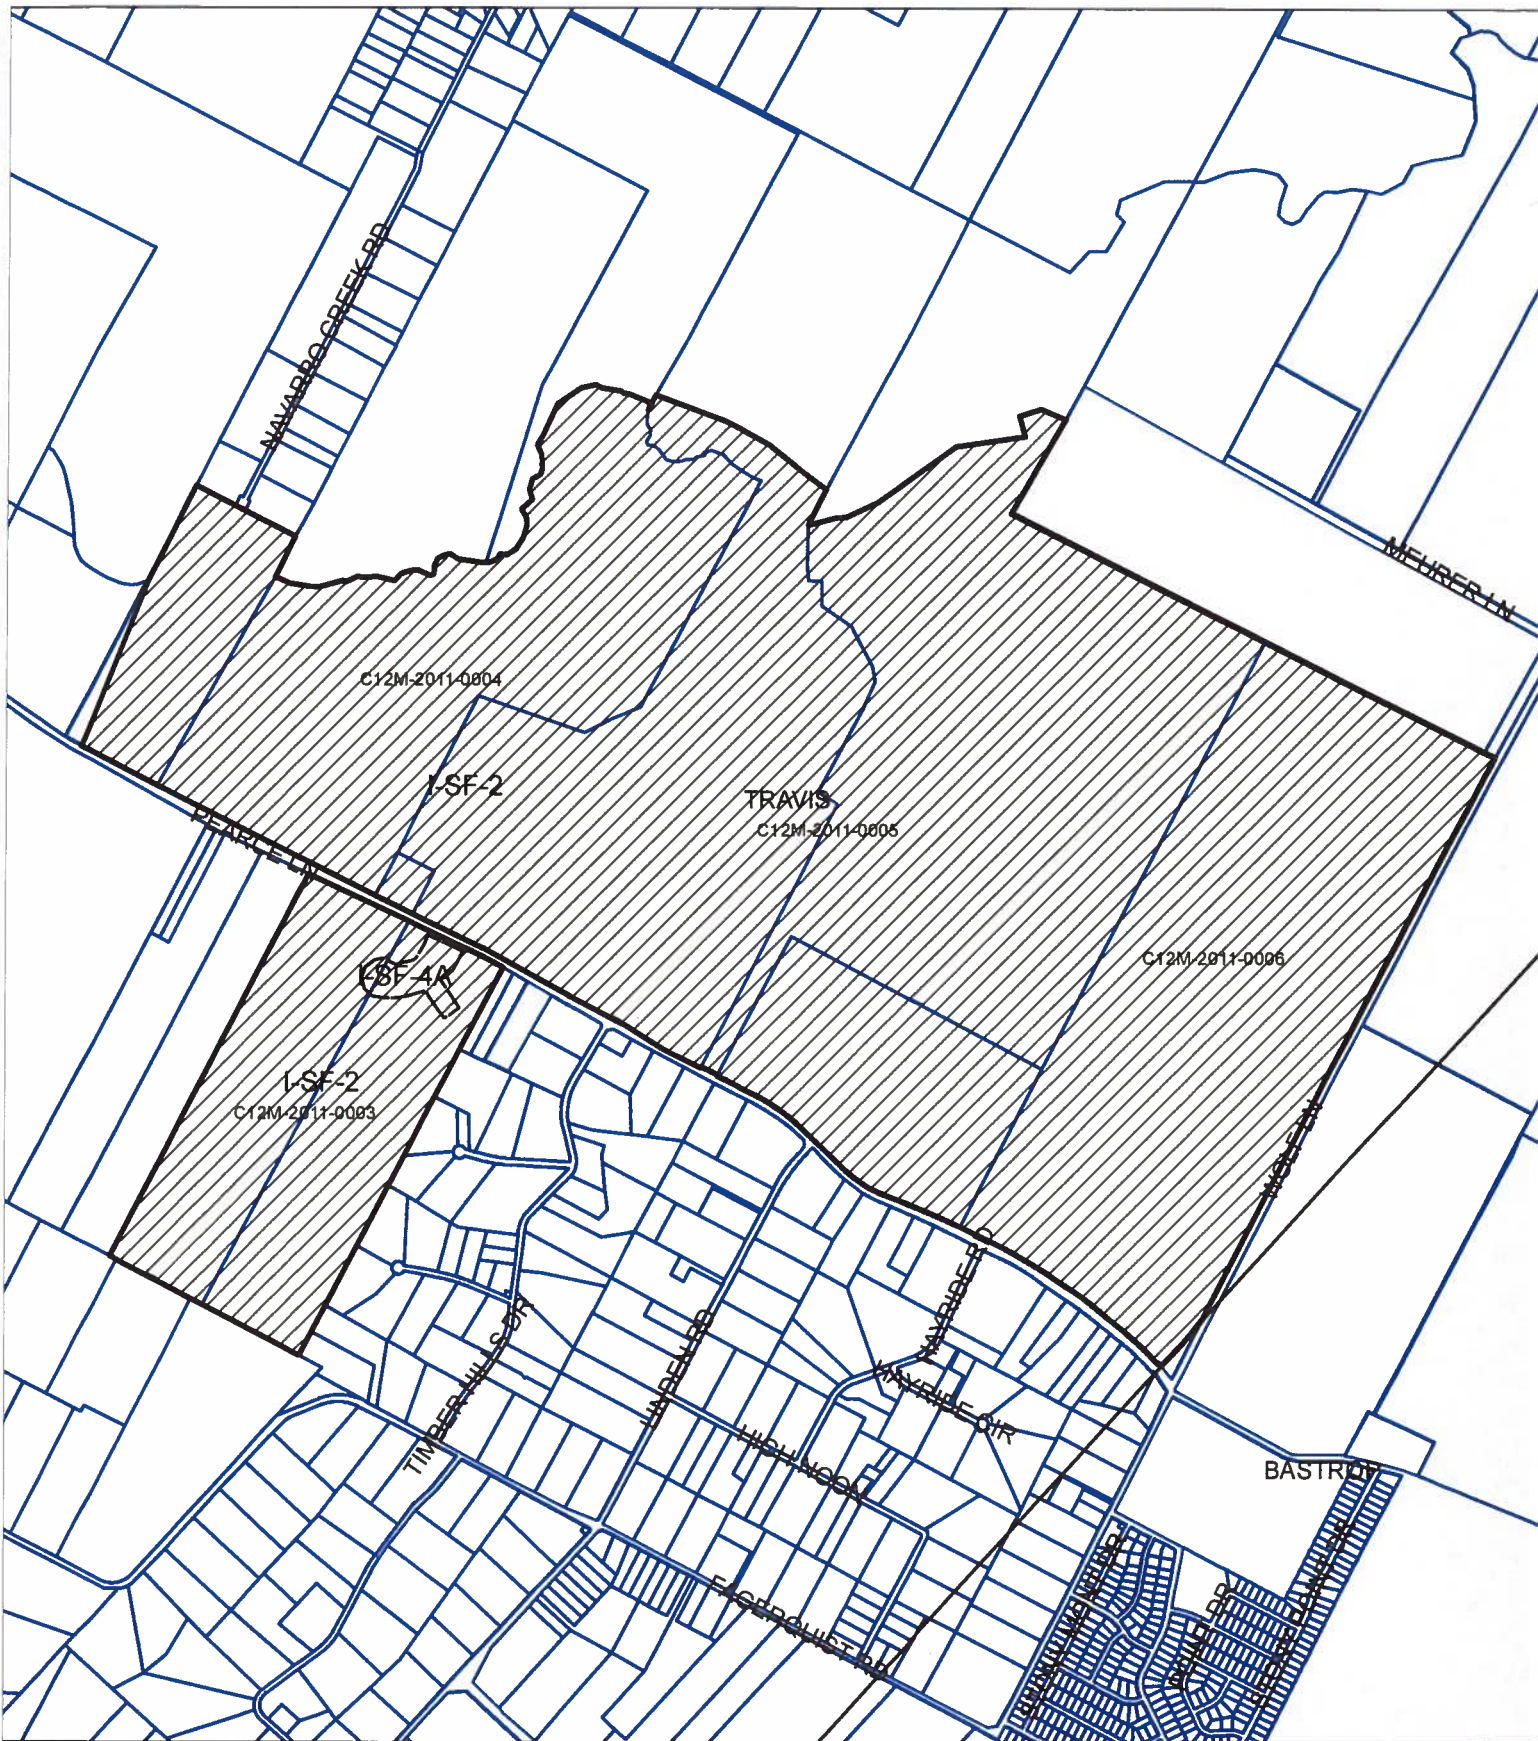 NAVARRO CREEK RD
MEURER LN
C12M-2011-0004
I-SF-2
TRAVIS
C12M-2011-0005
PEARCE LN
C12M-2011-0006
I-SF-4A
I-SF-2
C12M-2011-0003
WOLF LN
HAYRIDE RD
TIMBER HILLS DR
LINDEN RD
HAYRIDE CIR
HIGH NOON
BASTROP
FAGERQUIST RD